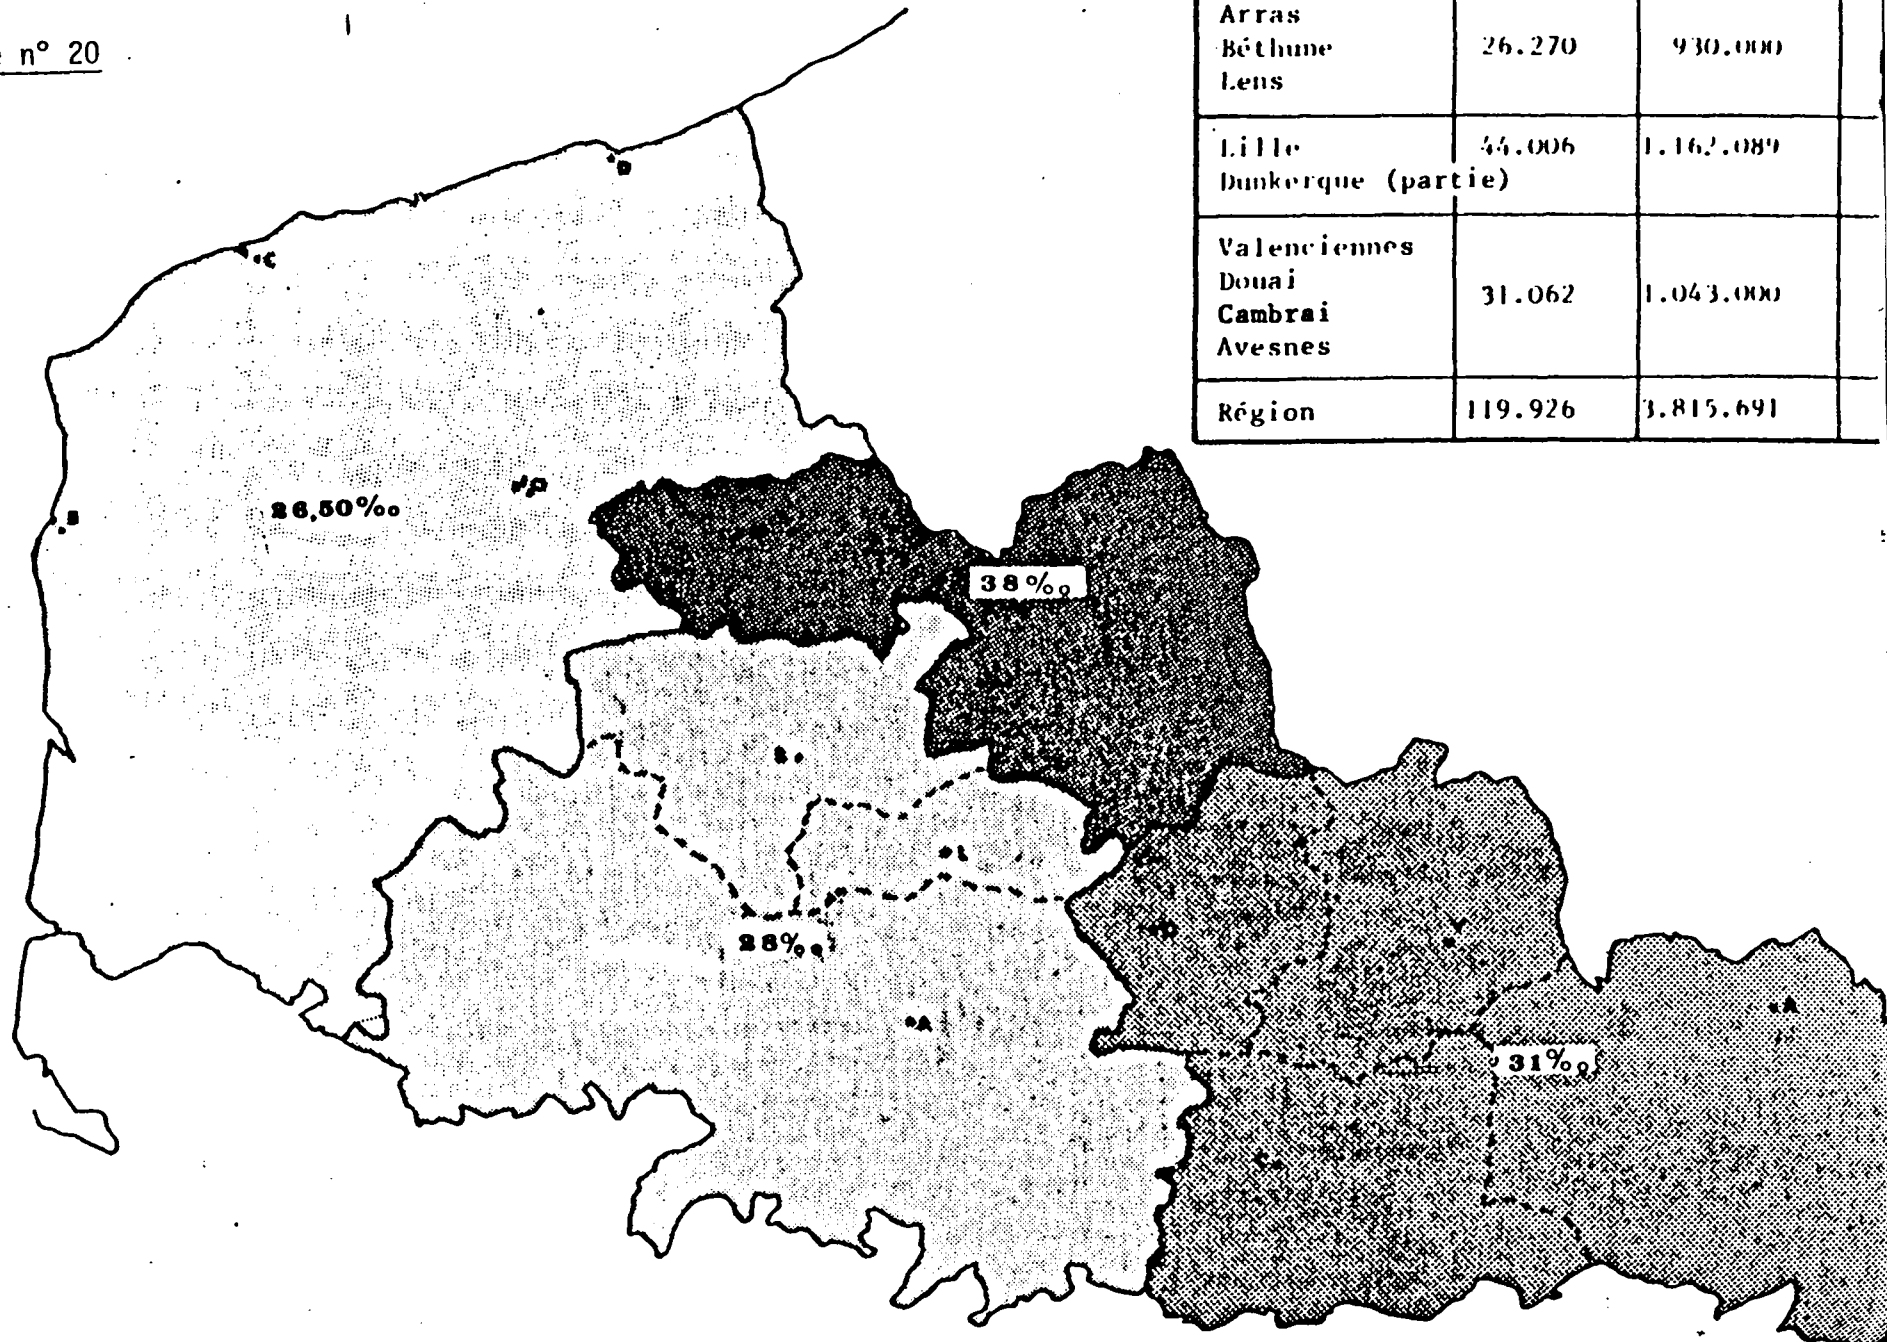 e n° 20
Arras
Béthune 26.270 930.000
Lens
Lille 44.006 1.162.089
Dunkerque (partie)
Valenciennes
Douai
Cambrai 31.062 1.043.000
Avesnes
Région 119.926 3.815.691
D
C
26,50‰
B
38‰
B
L
D
V
28‰
A
A
31‰
C